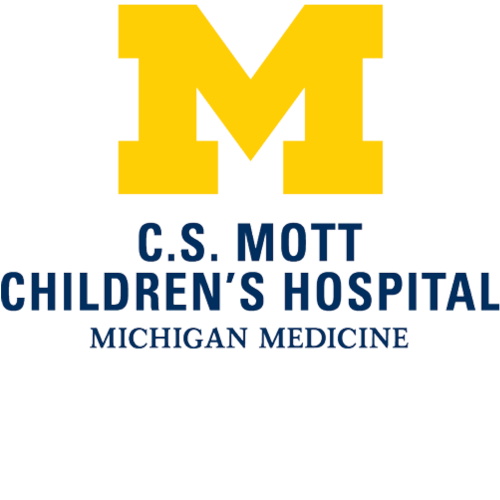 M
C.S. MOTT
CHILDREN'S HOSPITAL
MICHIGAN MEDICINE